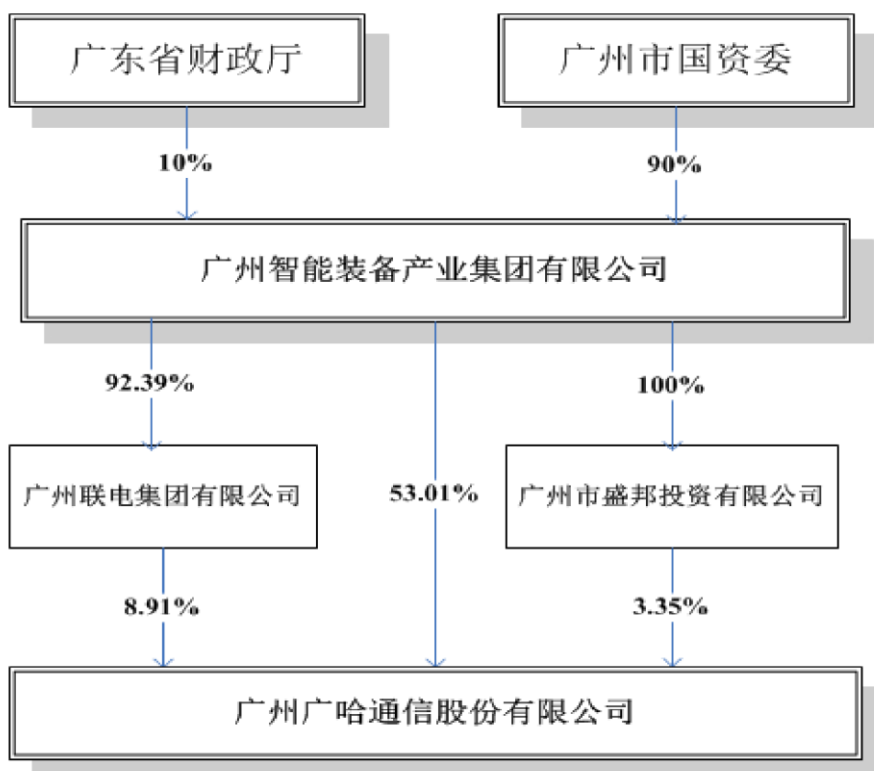 广东省财政厅
广州市国资委
10%
90%
广州智能装备产业集团有限公司
92.39%
100%
广州联电集团有限公司
53.01%
广州市盛邦投资有限公司
8.91%
3.35%
广州广哈通信股份有限公司